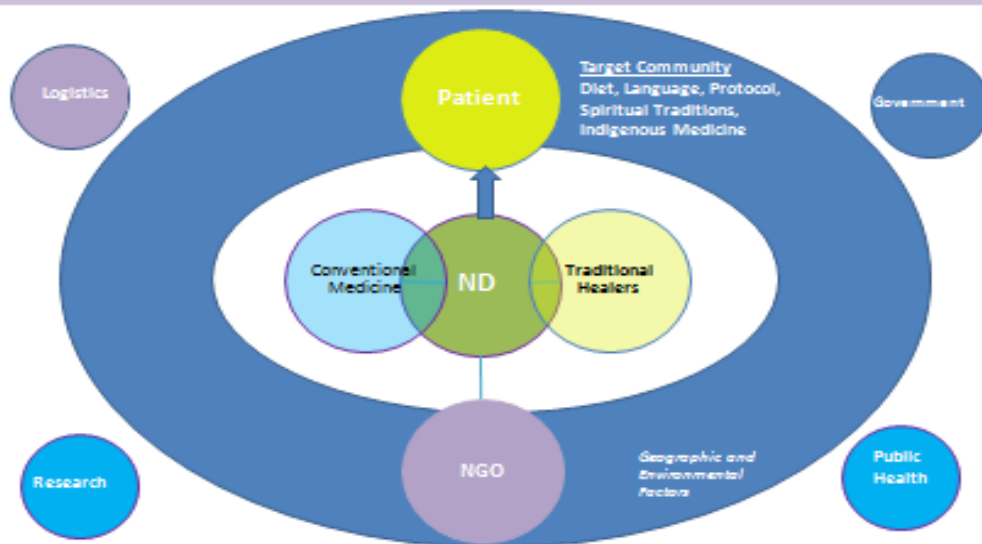 Logistics
Patient
Target Community
Diet, Language, Protocol,
Spiritual Traditions,
Indigenous Medicine
Government
Conventional
Medicine
ND
Traditional
Healers
NGO
Geographic and
Environmental
Factors
Research
Public
Health